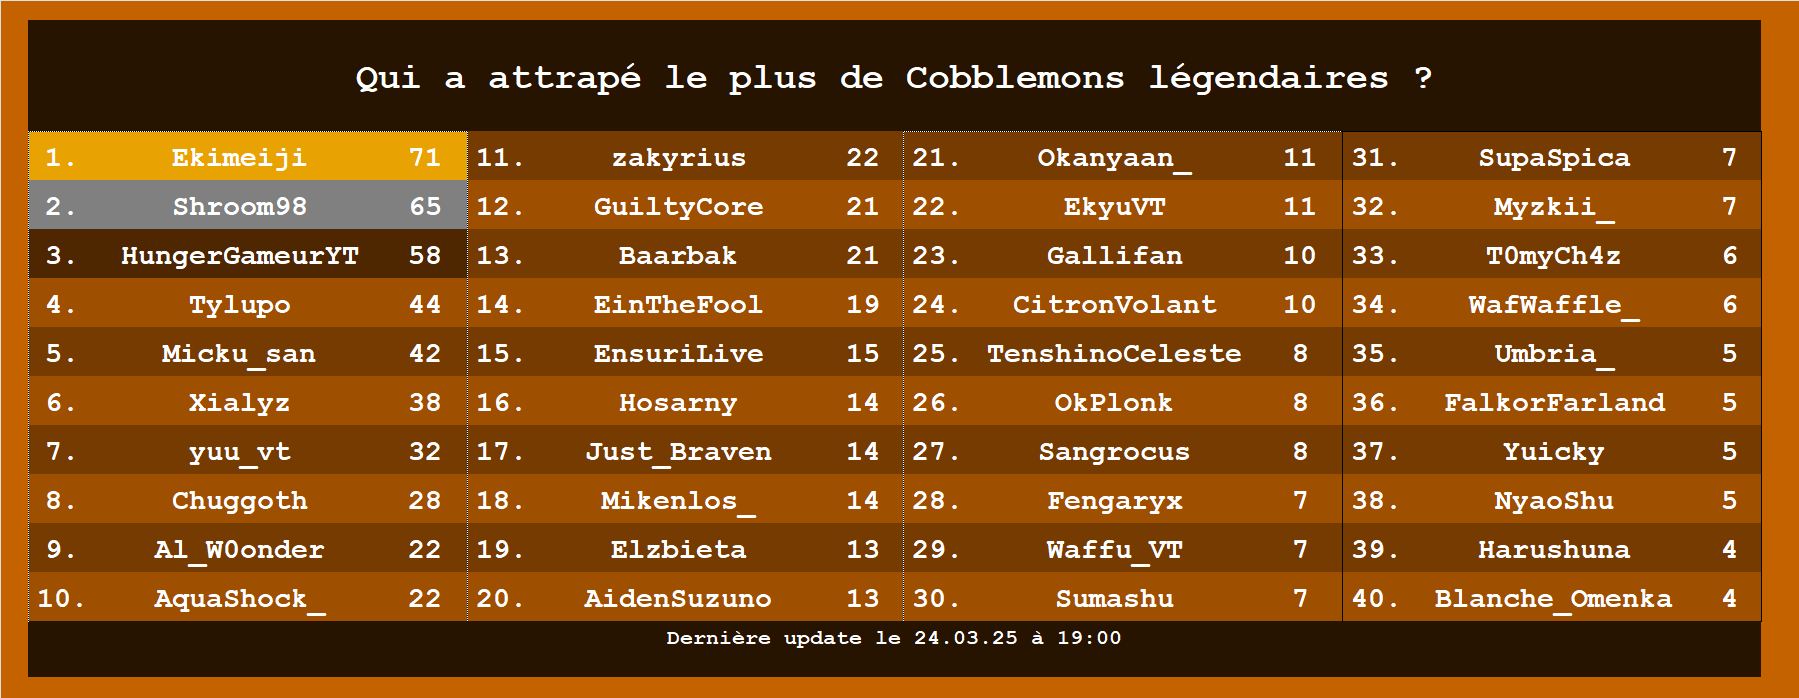 Qui a attrapé le plus de Cobblemons légendaires ?
1. Ekimeiji 71
2. Shroom98 65
3. HungerGameurYT 58
4. Tylupo 44
5. Micku_san 42
6. Xialyz 38
7. yuu_vt 32
8. Chuggoth 28
9. Al_W0onder 22
10. AquaShock_ 22
11. zakyrius 22
12. GuiltyCore 21
13. Baarbak 21
14. EinTheFool 19
15. EnsuriLive 15
16. Hosarny 14
17. Just_Braven 14
18. Mikenlos_ 14
19. Elzbieta 13
20. AidenSuzuno 13
21. Okanyaan_ 11
22. EkyuVT 11
23. Gallifan 10
24. CitronVolant 10
25. TenshinoCeleste 8
26. OkPlonk 8
27. Sangrocus 8
28. Fengaryx 7
29. Waffu_VT 7
30. Sumashu 7
31. SupaSpica 7
32. Myzkii_ 7
33. T0myCh4z 6
34. WafWaffle_ 6
35. Umbria_ 5
36. FalkorFarland 5
37. Yuicky 5
38. NyaoShu 5
39. Harushuna 4
40. Blanche_Omenka 4
Dernière update le 24.03.25 à 19:00